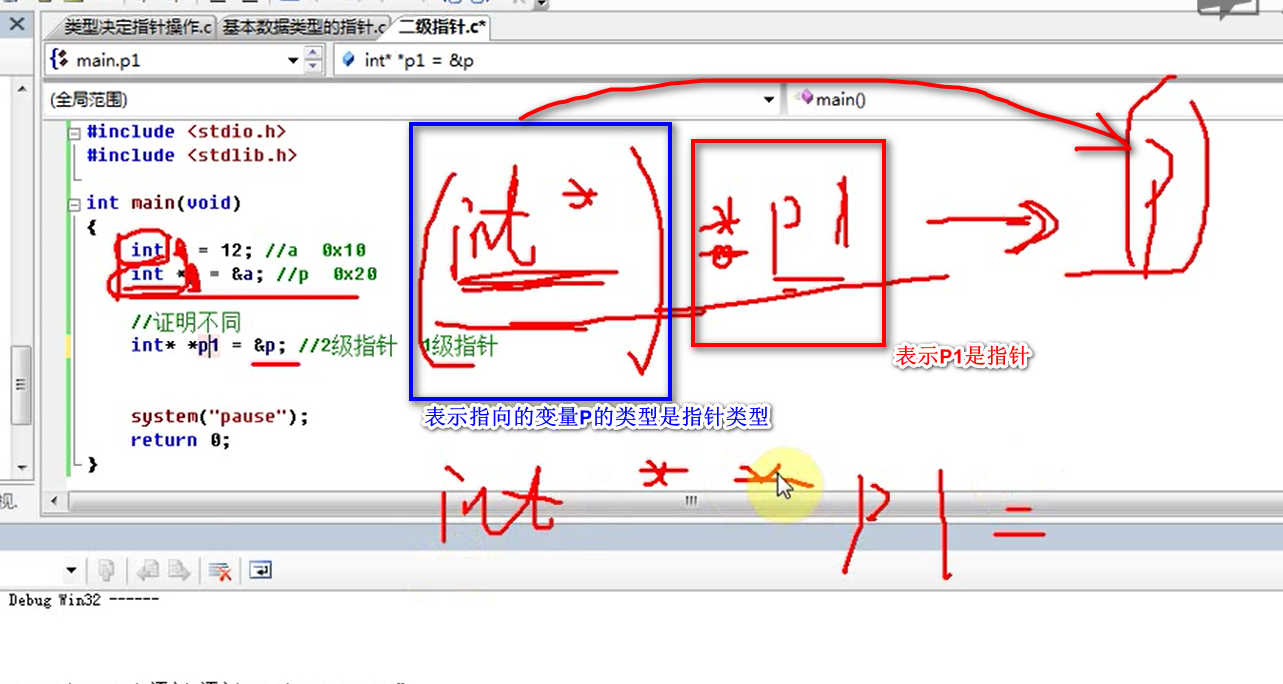 类型决定指针操作.c 基本数据类型的指针.c 二级指针.c*
main.p1 int* *p1 = &p
(全局范围) main()
#include <stdio.h>
#include <stdlib.h>
int main(void)
{
int = 12; //a 0x10
int * = &a; //p 0x20
//证明不同
int* *p1 = &p; //2级指针 1级指针
system("pause");
return 0;
}
(int *) * p1 p
表示P1是指针
表示指向的变量P的类型是指针类型
int * * p1 =
视.
Debug Win32 ------